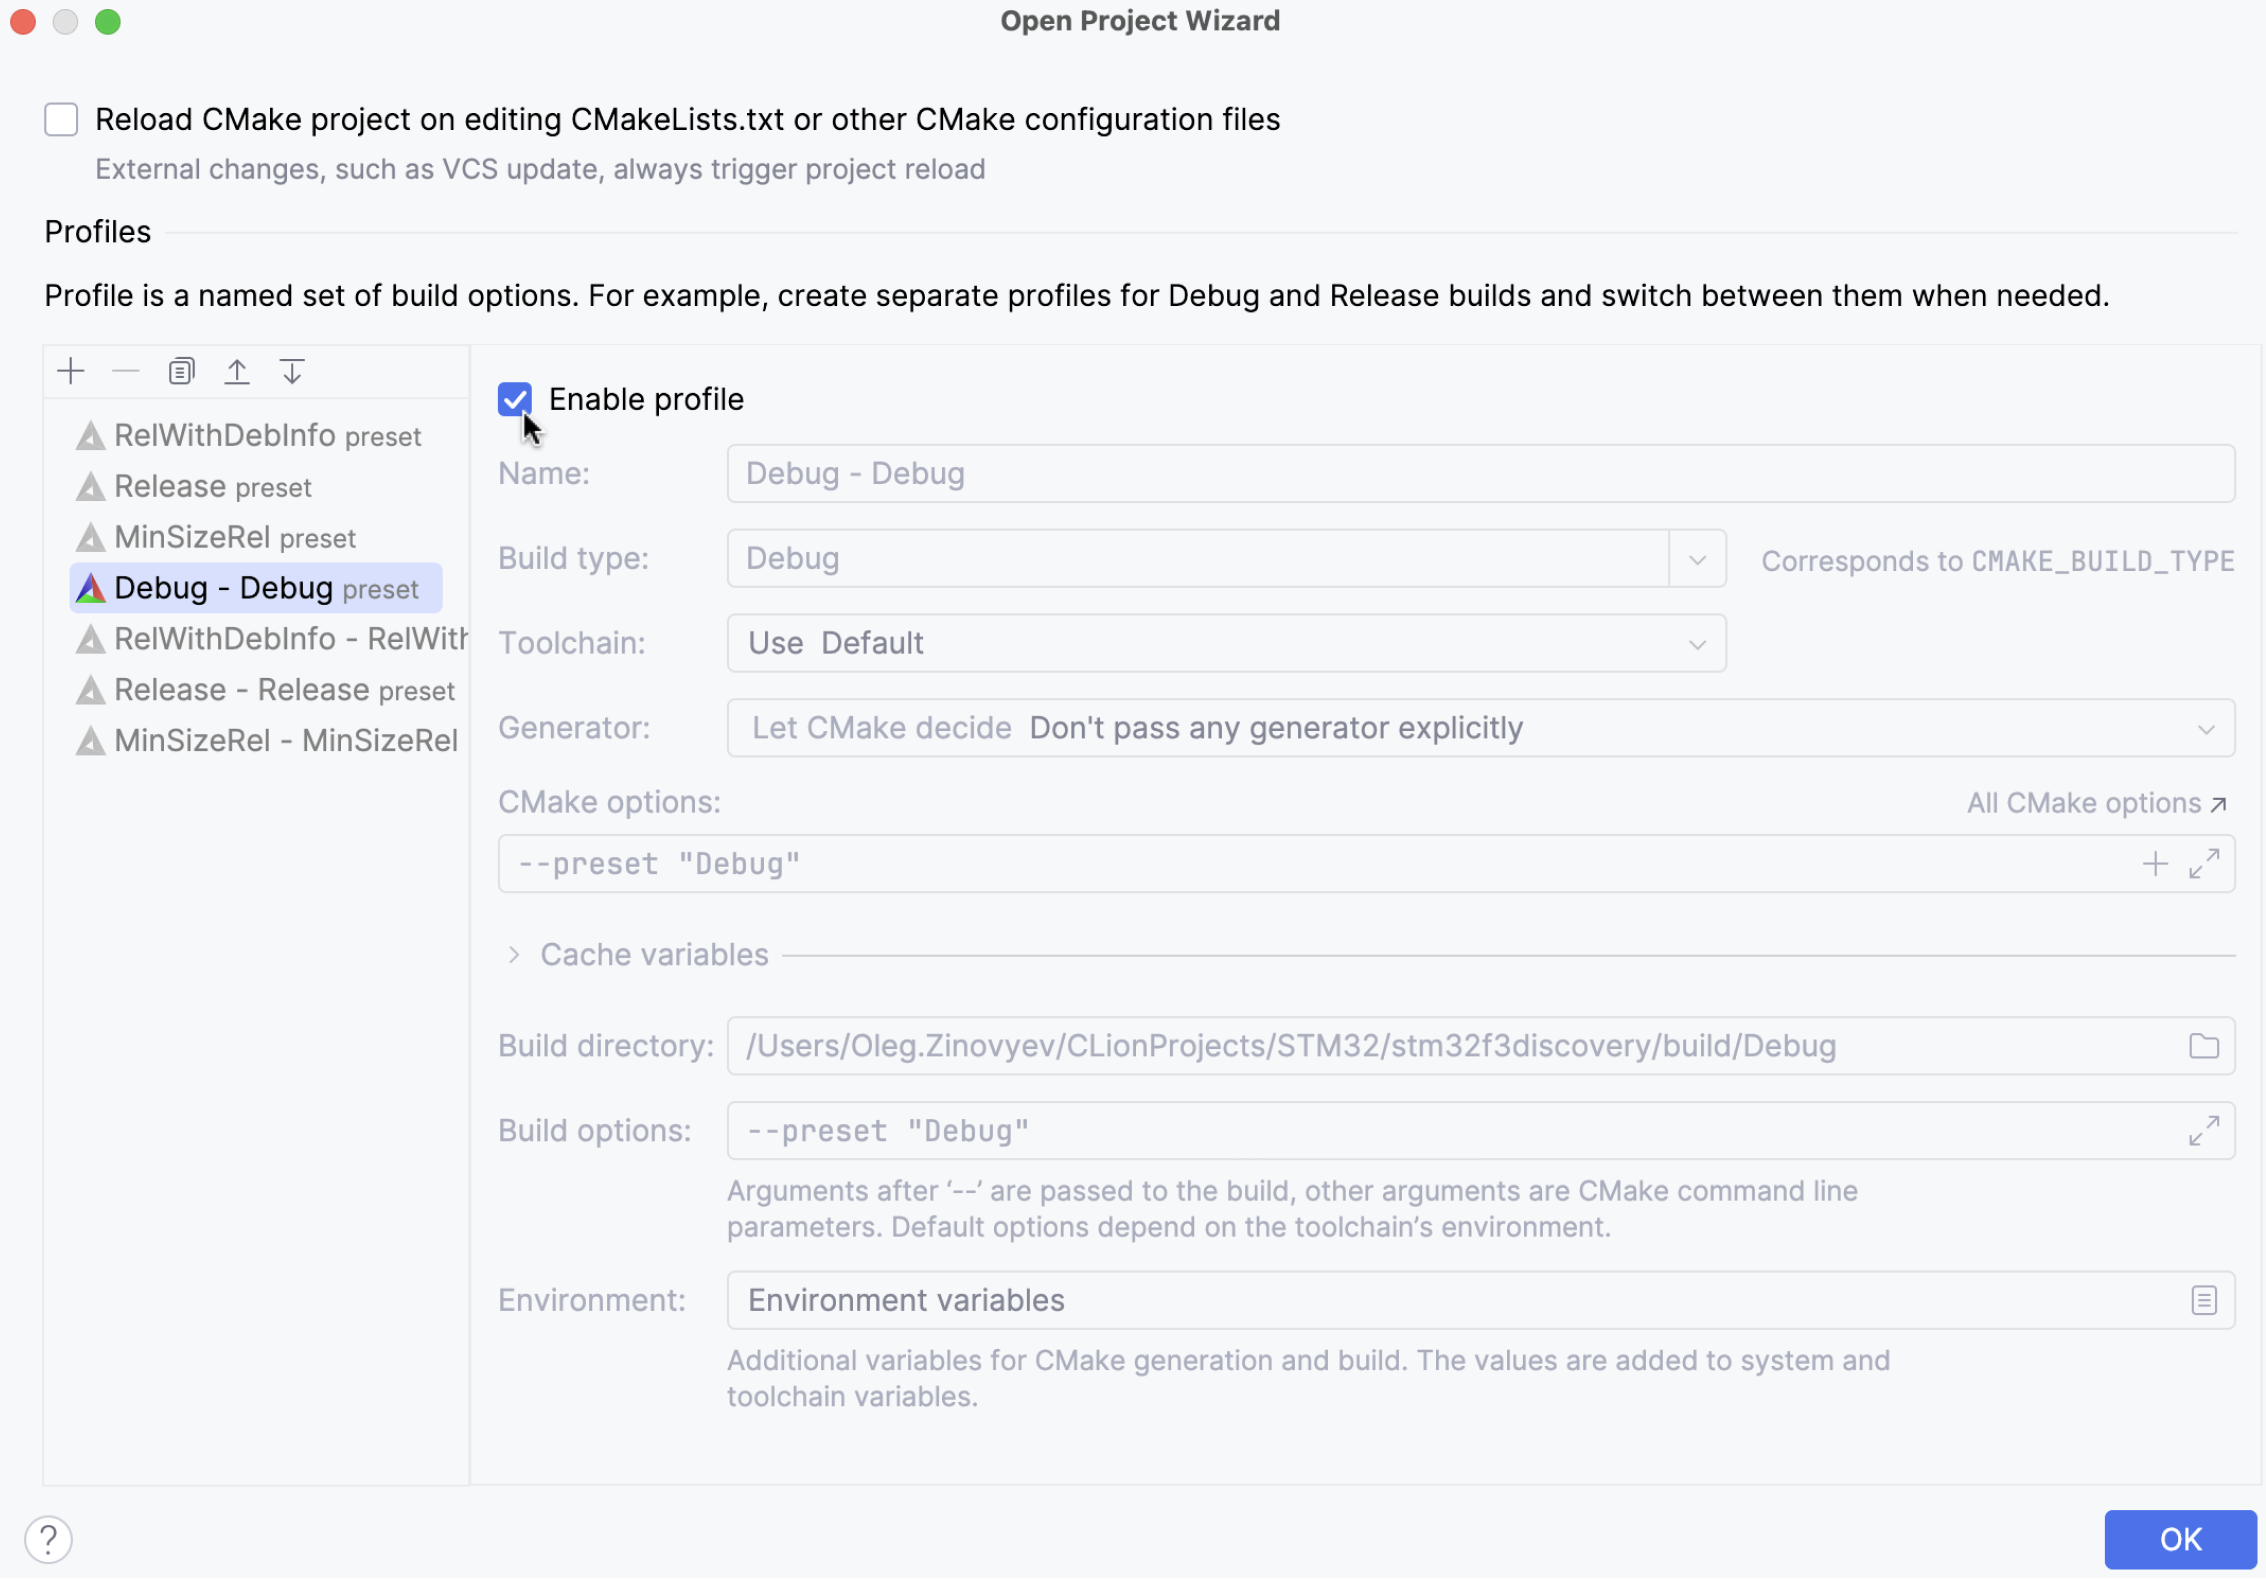 Open Project Wizard
Reload CMake project on editing CMakeLists.txt or other CMake configuration files
External changes, such as VCS update, always trigger project reload
Profiles
Profile is a named set of build options. For example, create separate profiles for Debug and Release builds and switch between them when needed.
RelWithDebInfo preset
Release preset
MinSizeRel preset
Debug - Debug preset
RelWithDebInfo - RelWith
Release - Release preset
MinSizeRel - MinSizeRel
Enable profile
Name: Debug - Debug
Build type: Debug Corresponds to CMAKE_BUILD_TYPE
Toolchain: Use Default
Generator: Let CMake decide Don't pass any generator explicitly
CMake options: All CMake options ↗
--preset "Debug"
Cache variables
Build directory: /Users/Oleg.Zinovyev/CLionProjects/STM32/stm32f3discovery/build/Debug
Build options: --preset "Debug"
Arguments after ‘--’ are passed to the build, other arguments are CMake command line
parameters. Default options depend on the toolchain’s environment.
Environment: Environment variables
Additional variables for CMake generation and build. The values are added to system and
toolchain variables.
?
OK